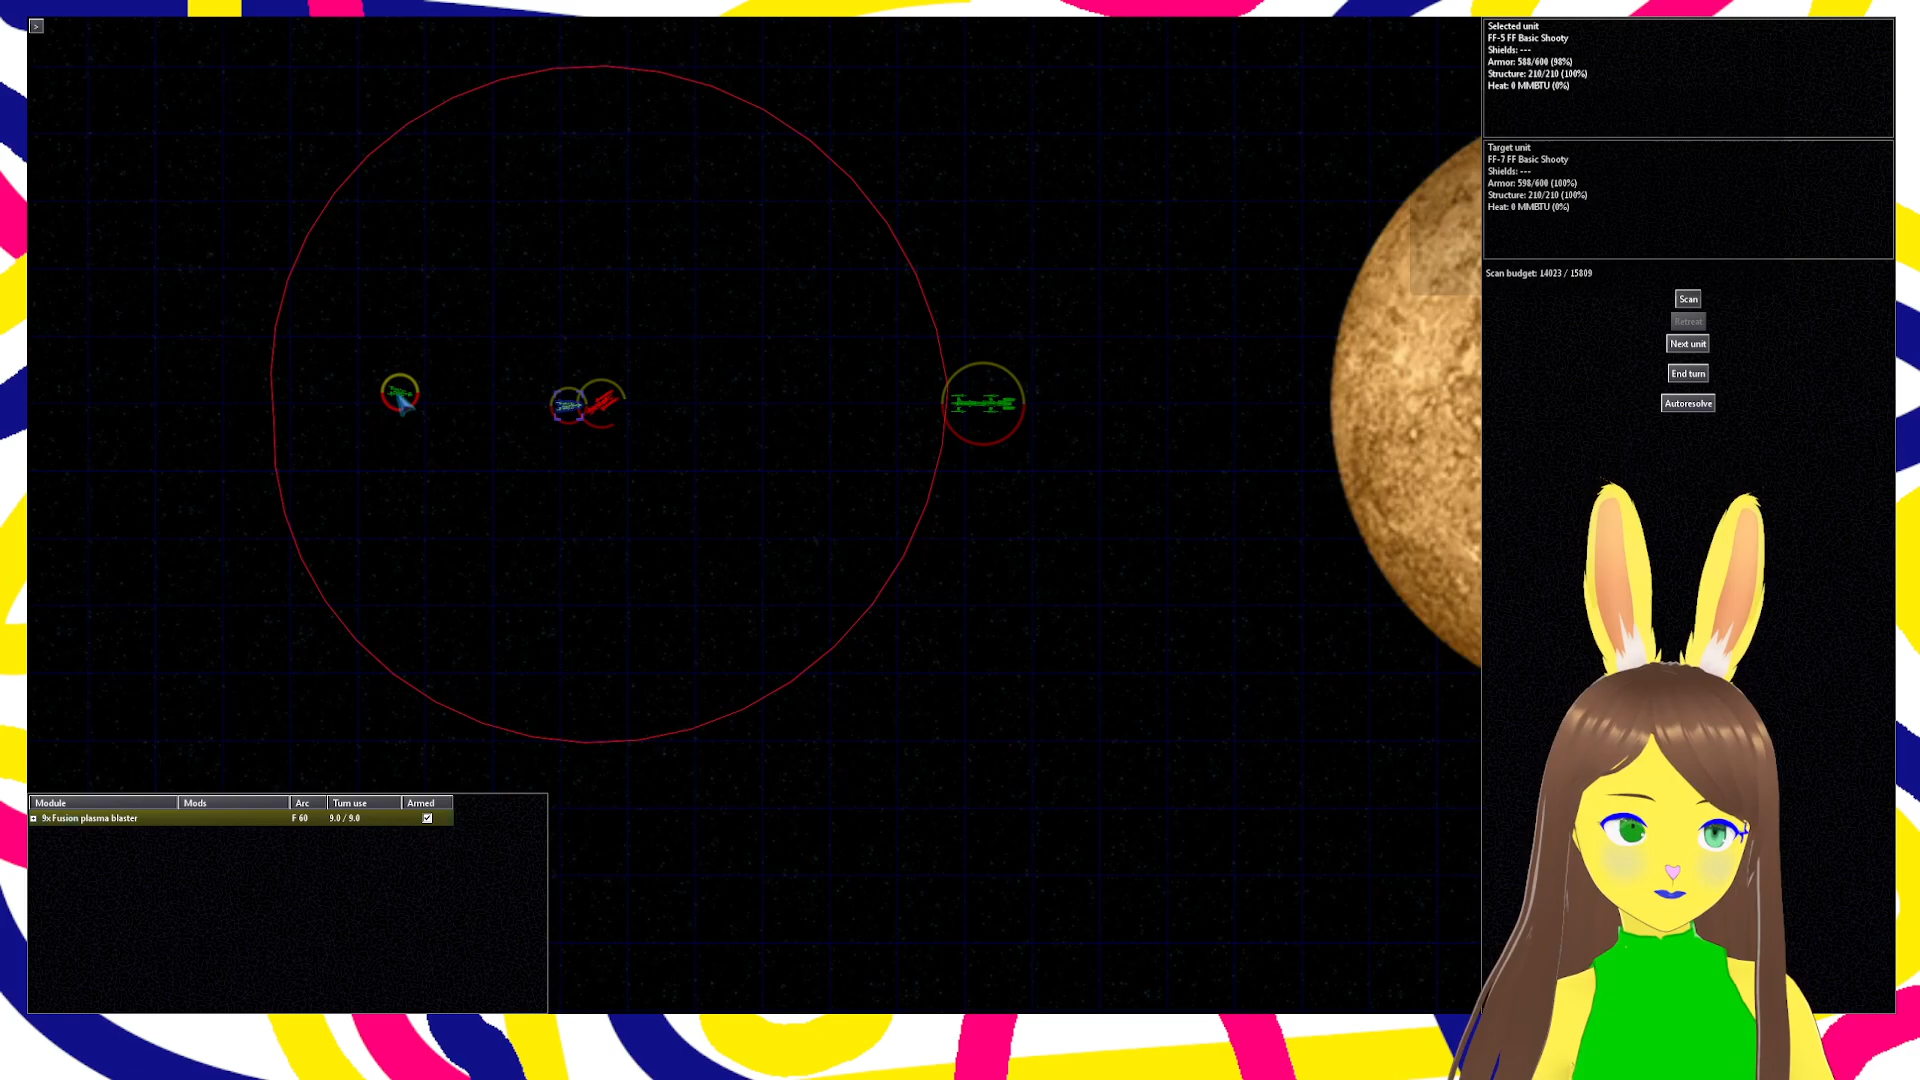 >
Selected unit
FF-5 FF Basic Shooty
Shields: ---
Armor: 588/600 (98%)
Structure: 210/210 (100%)
Heat: 0 MMBTU (0%)
Target unit
FF-7 FF Basic Shooty
Shields: ---
Armor: 598/600 (100%)
Structure: 210/210 (100%)
Heat: 0 MMBTU (0%)
Scan budget: 14023 / 15809
Scan
Retreat
Next unit
End turn
Autoresolve
Module Mods Arc Turn use Armed
9x Fusion plasma blaster F 60 9.0 / 9.0